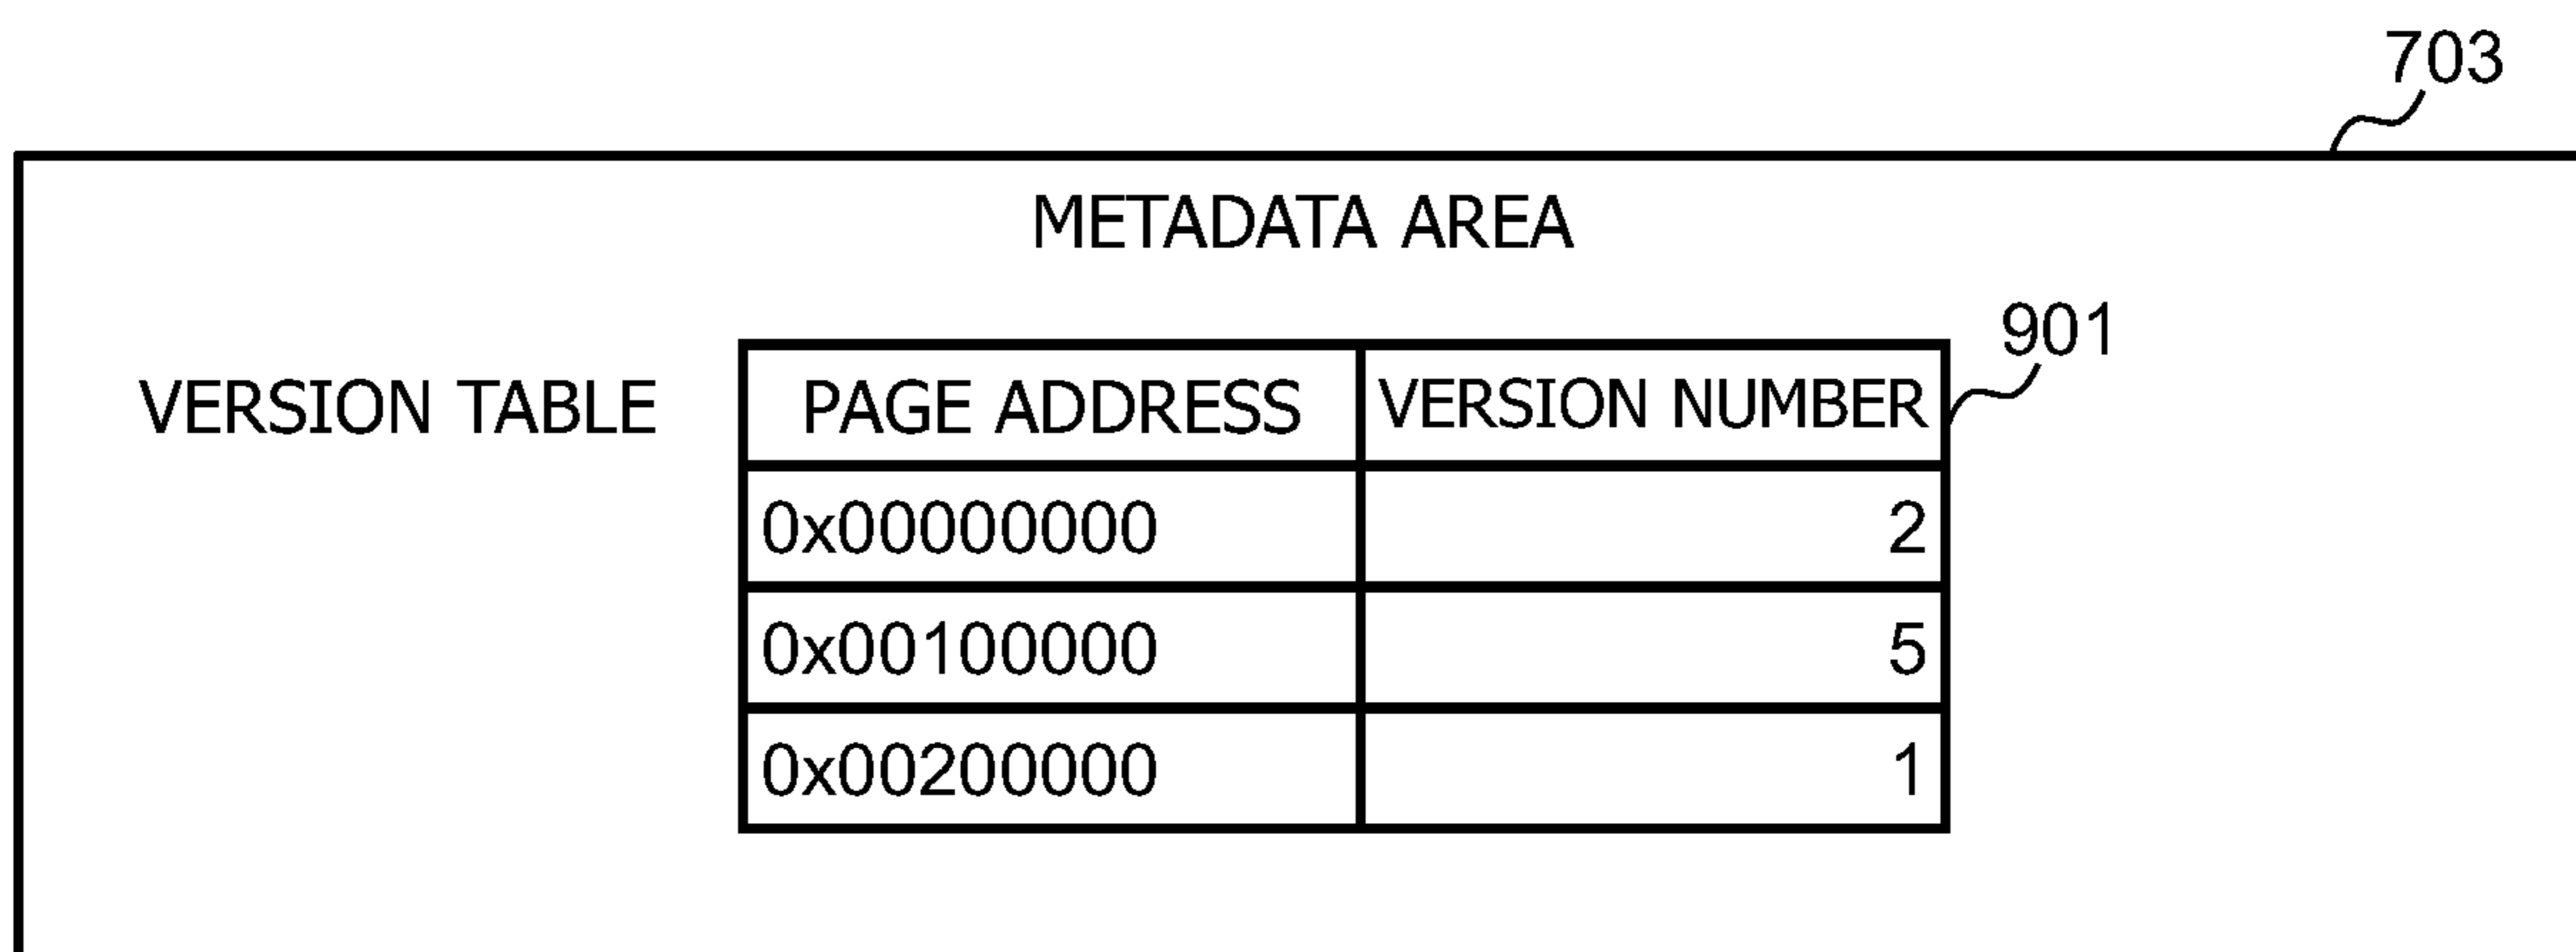 703
METADATA AREA
901
VERSION TABLE
PAGE ADDRESS VERSION NUMBER
0x00000000 2
0x00100000 5
0x00200000 1